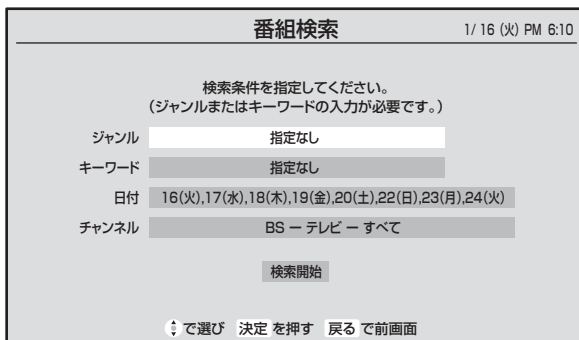 番組検索 1/ 16 (火) PM 6:10
検索条件を指定してください。
(ジャンルまたはキーワードの入力が必要です。)
ジャンル 指定なし
キーワード 指定なし
日付 16(火),17(水),18(木),19(金),20(土),22(日),23(月),24(火)
チャンネル BS ー テレビ ー すべて
検索開始
で選び 決定 を押す 戻る で前画面